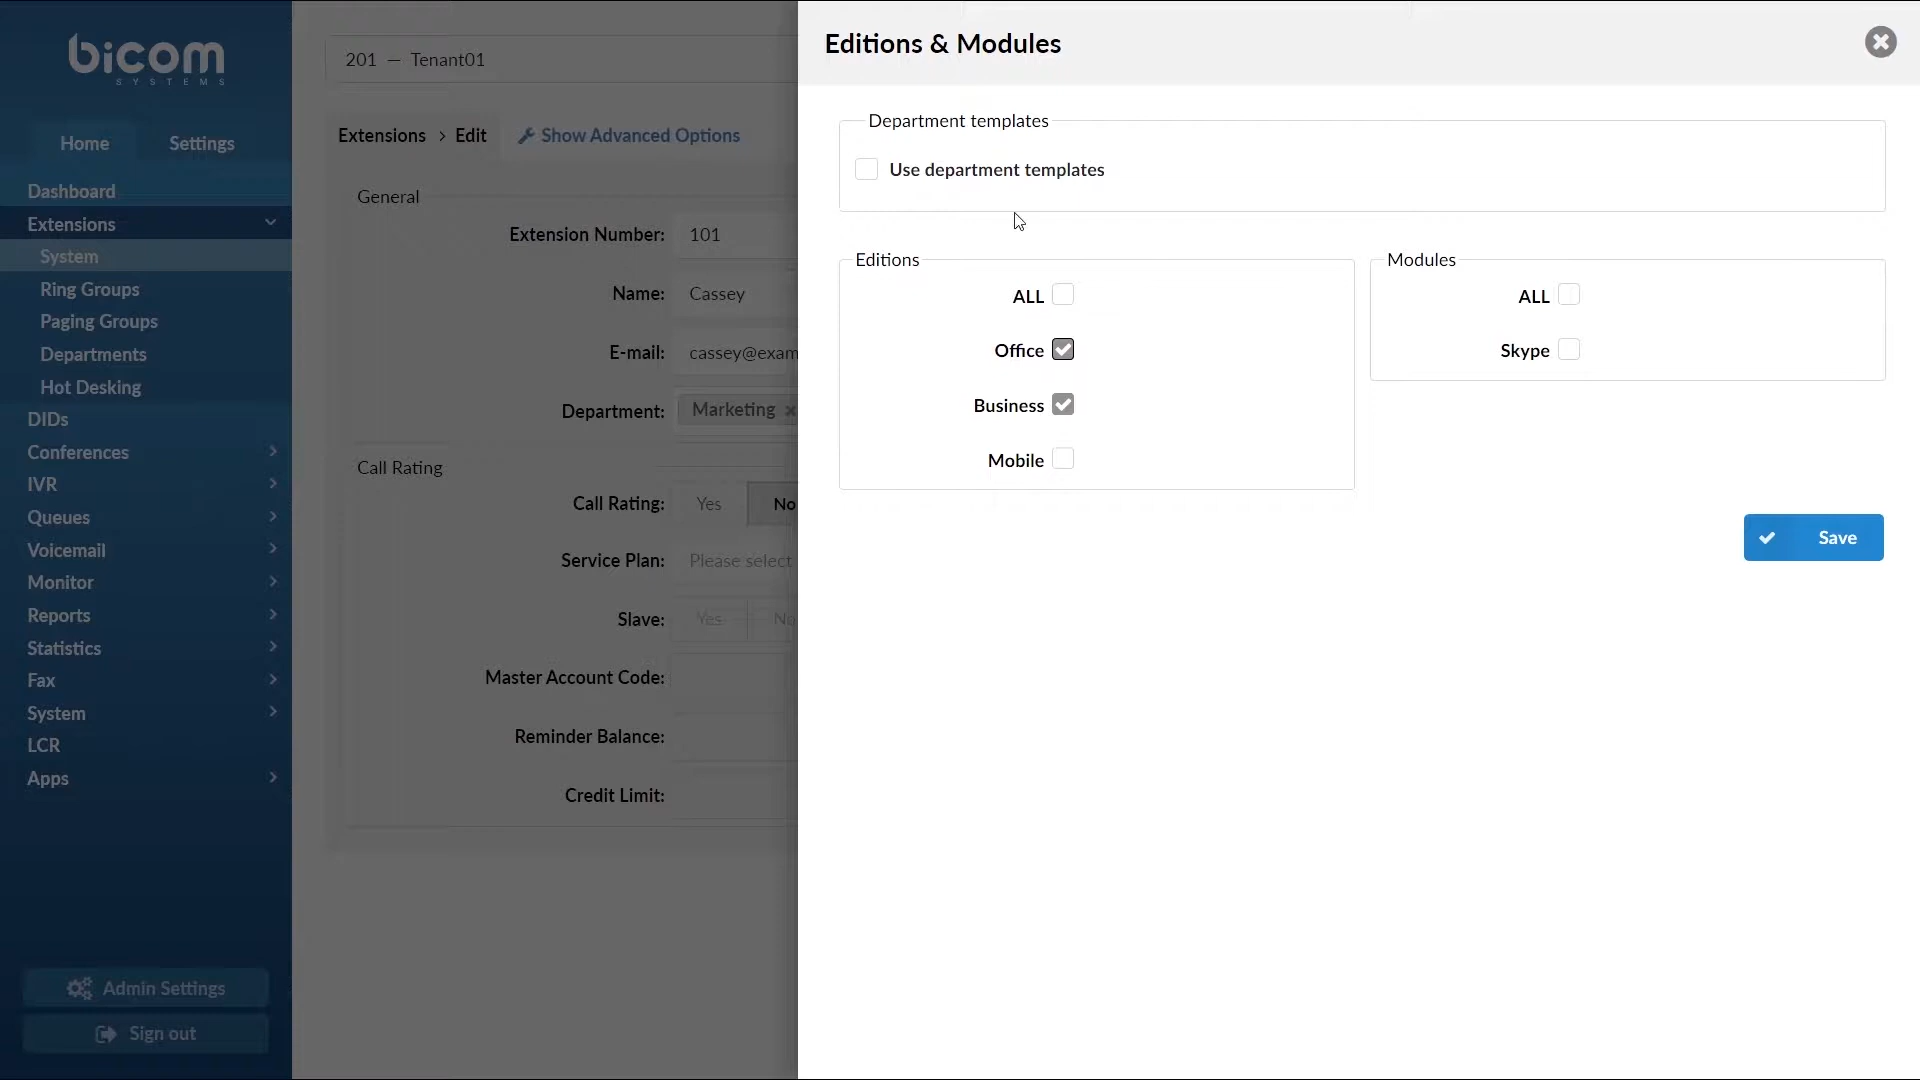 bicom
SYSTEMS
Home
Settings
Dashboard
Extensions
System
Ring Groups
Paging Groups
Departments
Hot Desking
DIDs
Conferences
IVR
Queues
Voicemail
Monitor
Reports
Statistics
Fax
System
LCR
Apps
Admin Settings
Sign out
201 — Tenant01
Extensions > Edit
Show Advanced Options
General
Extension Number: 101
Name: Cassey
E-mail: cassey@exam
Department: Marketing ×
Call Rating
Call Rating: Yes No
Service Plan: Please select
Slave: Yes No
Master Account Code:
Reminder Balance:
Credit Limit:
Editions & Modules
Department templates
Use department templates
Editions
ALL
Office
Business
Mobile
Modules
ALL
Skype
Save